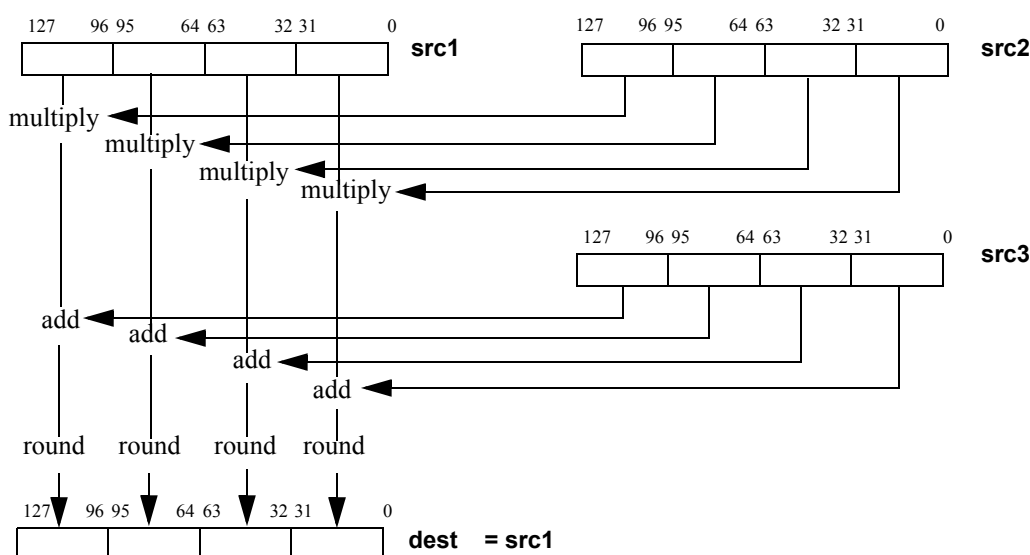 127 96 95 64 63 32 31 0 src1
127 96 95 64 63 32 31 0 src2
multiply
multiply
multiply
multiply
127 96 95 64 63 32 31 0 src3
add
add
add
add
round round round round
127 96 95 64 63 32 31 0
dest = src1